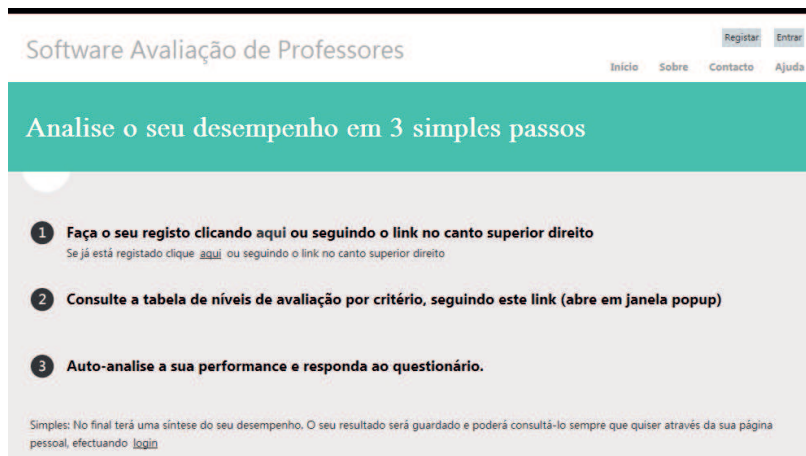 Software Avaliação de Professores
Registar Entrar
Início Sobre Contacto Ajuda
Analise o seu desempenho em 3 simples passos
1 Faça o seu registo clicando aqui ou seguindo o link no canto superior direito
Se já está registado clique aqui ou seguindo o link no canto superior direito
2 Consulte a tabela de níveis de avaliação por critério, seguindo este link (abre em janela popup)
3 Auto-analise a sua performance e responda ao questionário.
Simples: No final terá uma síntese do seu desempenho. O seu resultado será guardado e poderá consultá-lo sempre que quiser através da sua página
pessoal, efectuando login